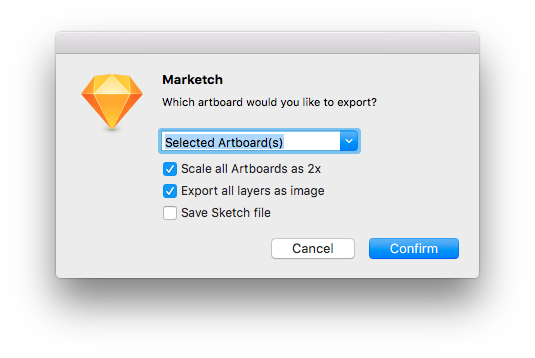 Marketch
Which artboard would you like to export?
Selected Artboard(s)
Scale all Artboards as 2x
Export all layers as image
Save Sketch file
Cancel
Confirm